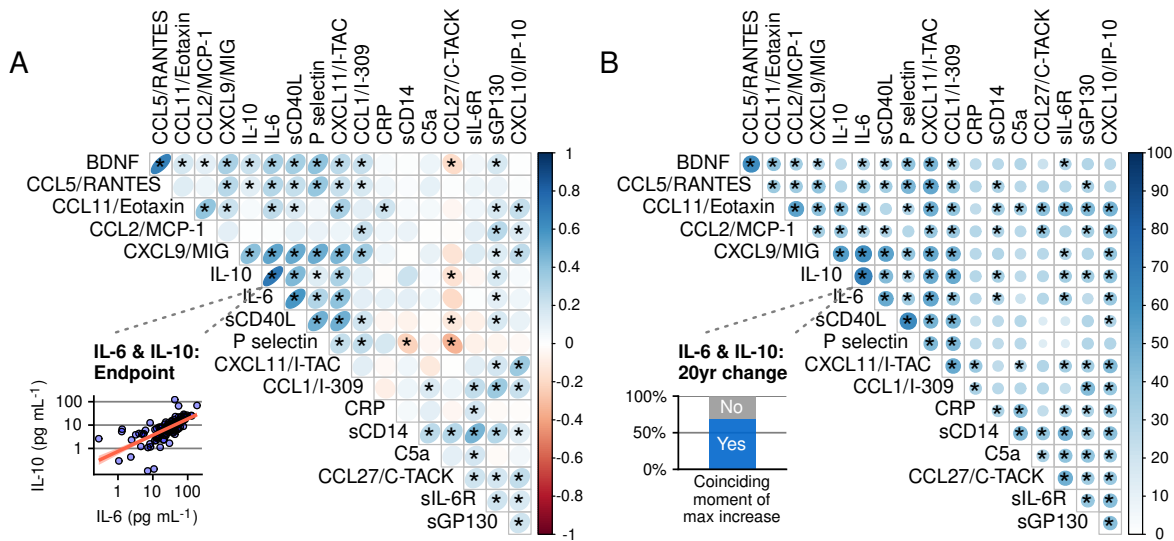 A
CCL5/RANTES
CCL11/Eotaxin
CCL2/MCP-1
CXCL9/MIG
IL-10
IL-6
sCD40L
P selectin
CXCL11/I-TAC
CCL1/I-309
CRP
sCD14
C5a
CCL27/C-TACK
sIL-6R
sGP130
CXCL10/IP-10
BDNF
CCL5/RANTES
CCL11/Eotaxin
CCL2/MCP-1
CXCL9/MIG
IL-10
IL-6
sCD40L
P selectin
CXCL11/I-TAC
CCL1/I-309
CRP
sCD14
C5a
CCL27/C-TACK
sIL-6R
sGP130
1
0.8
0.6
0.4
0.2
0
-0.2
-0.4
-0.6
-0.8
-1
IL-6 & IL-10:
Endpoint
IL-10 (pg mL⁻¹)
100
10
1
1 10 100
IL-6 (pg mL⁻¹)
B
CCL5/RANTES
CCL11/Eotaxin
CCL2/MCP-1
CXCL9/MIG
IL-10
IL-6
sCD40L
P selectin
CXCL11/I-TAC
CCL1/I-309
CRP
sCD14
C5a
CCL27/C-TACK
sIL-6R
sGP130
CXCL10/IP-10
BDNF
CCL5/RANTES
CCL11/Eotaxin
CCL2/MCP-1
CXCL9/MIG
IL-10
IL-6
sCD40L
P selectin
CXCL11/I-TAC
CCL1/I-309
CRP
sCD14
C5a
CCL27/C-TACK
sIL-6R
sGP130
100
90
80
70
60
50
40
30
20
10
0
IL-6 & IL-10:
20yr change
100%
50%
0%
No
Yes
Coinciding
moment of
max increase